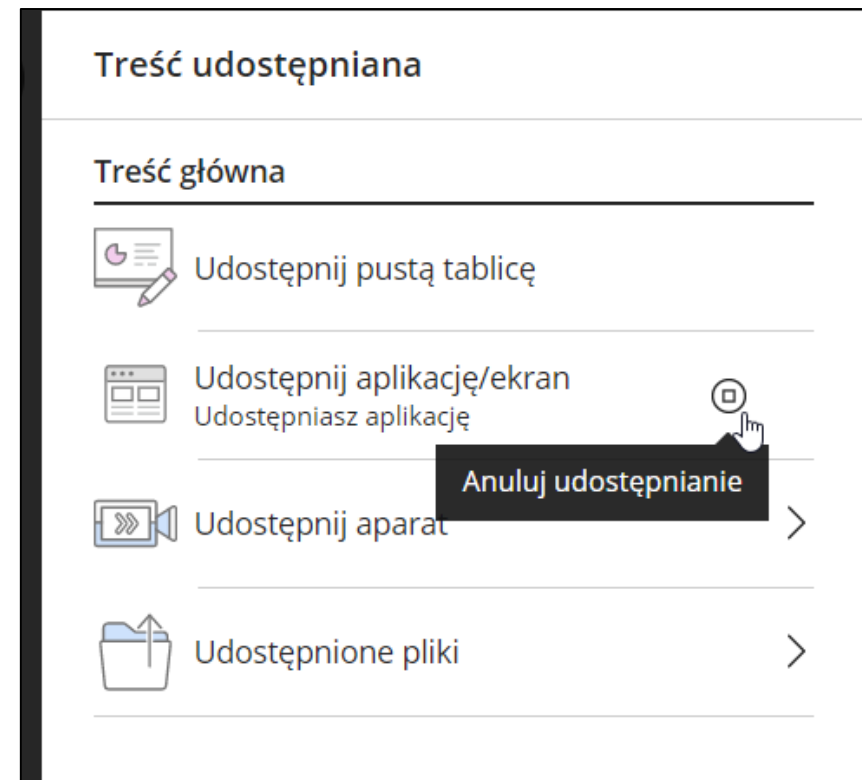 Treść udostępniana
Treść główna
Udostępnij pustą tablicę
Udostępnij aplikację/ekran
Udostępniasz aplikację
Anuluj udostępnianie
Udostępnij aparat
Udostępnione pliki